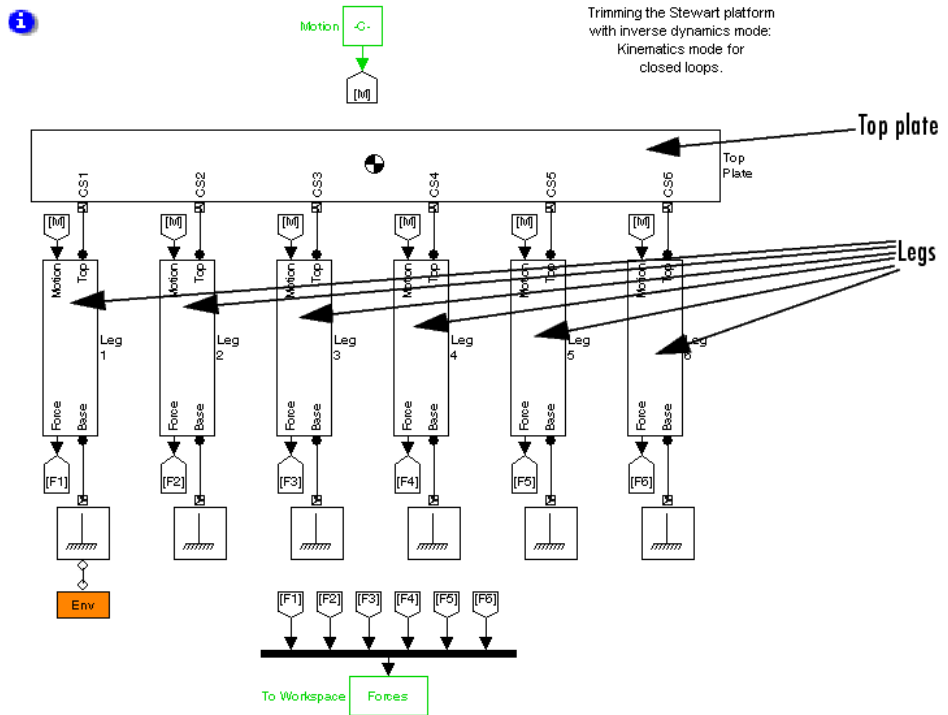 i
Motion
-C-
Trimming the Stewart platform
with inverse dynamics mode:
Kinematics mode for
closed loops.
[M]
Top plate
Top
Plate
CS1
CS2
CS3
CS4
CS5
CS6
[M]
[M]
[M]
[M]
[M]
[M]
Motion
Top
Motion
Top
Motion
Top
Motion
Top
Motion
Top
Motion
Top
Legs
Leg
1
Leg
2
Leg
3
Leg
4
Leg
5
Leg
6
Force
Base
Force
Base
Force
Base
Force
Base
Force
Base
Force
Base
[F1]
[F2]
[F3]
[F4]
[F5]
[F6]
Env
[F1]
[F2]
[F3]
[F4]
[F5]
[F6]
To Workspace
Forces